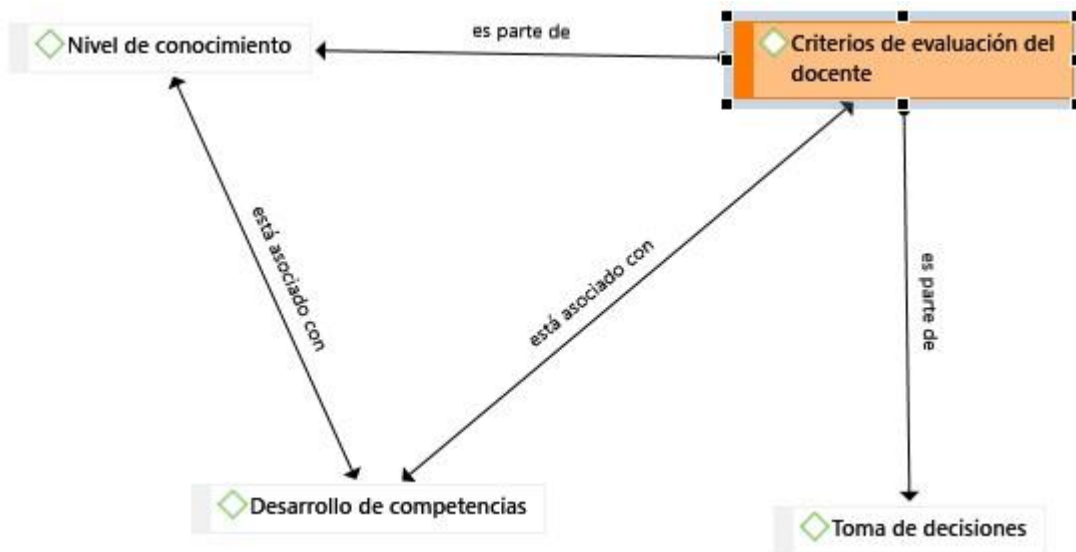 Nivel de conocimiento
es parte de
Criterios de evaluación del
docente
está asociado con
está asociado con
es parte de
Desarrollo de competencias
Toma de decisiones